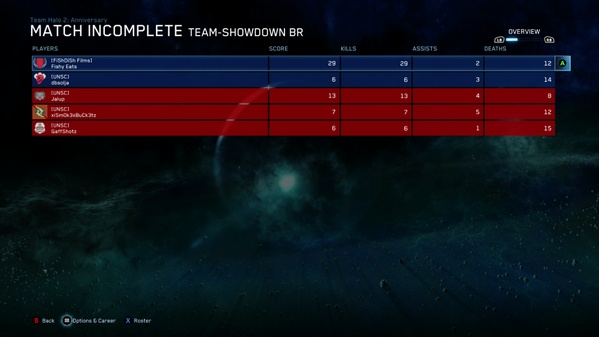 Team Halo 2: Anniversary
MATCH INCOMPLETE TEAM-SHOWDOWN BR
OVERVIEW
LB RB
PLAYERS SCORE KILLS ASSISTS DEATHS
[FiShOiSh Films]
Fishy Eats 29 29 2 12 A
[UNSC]
dbsolja 6 6 3 14
[UNSC]
Jalup 13 13 4 8
[UNSC]
7 7 5 12
[UNSC]
GaffShotz 6 6 1 15
B Back Options & Career X Roster